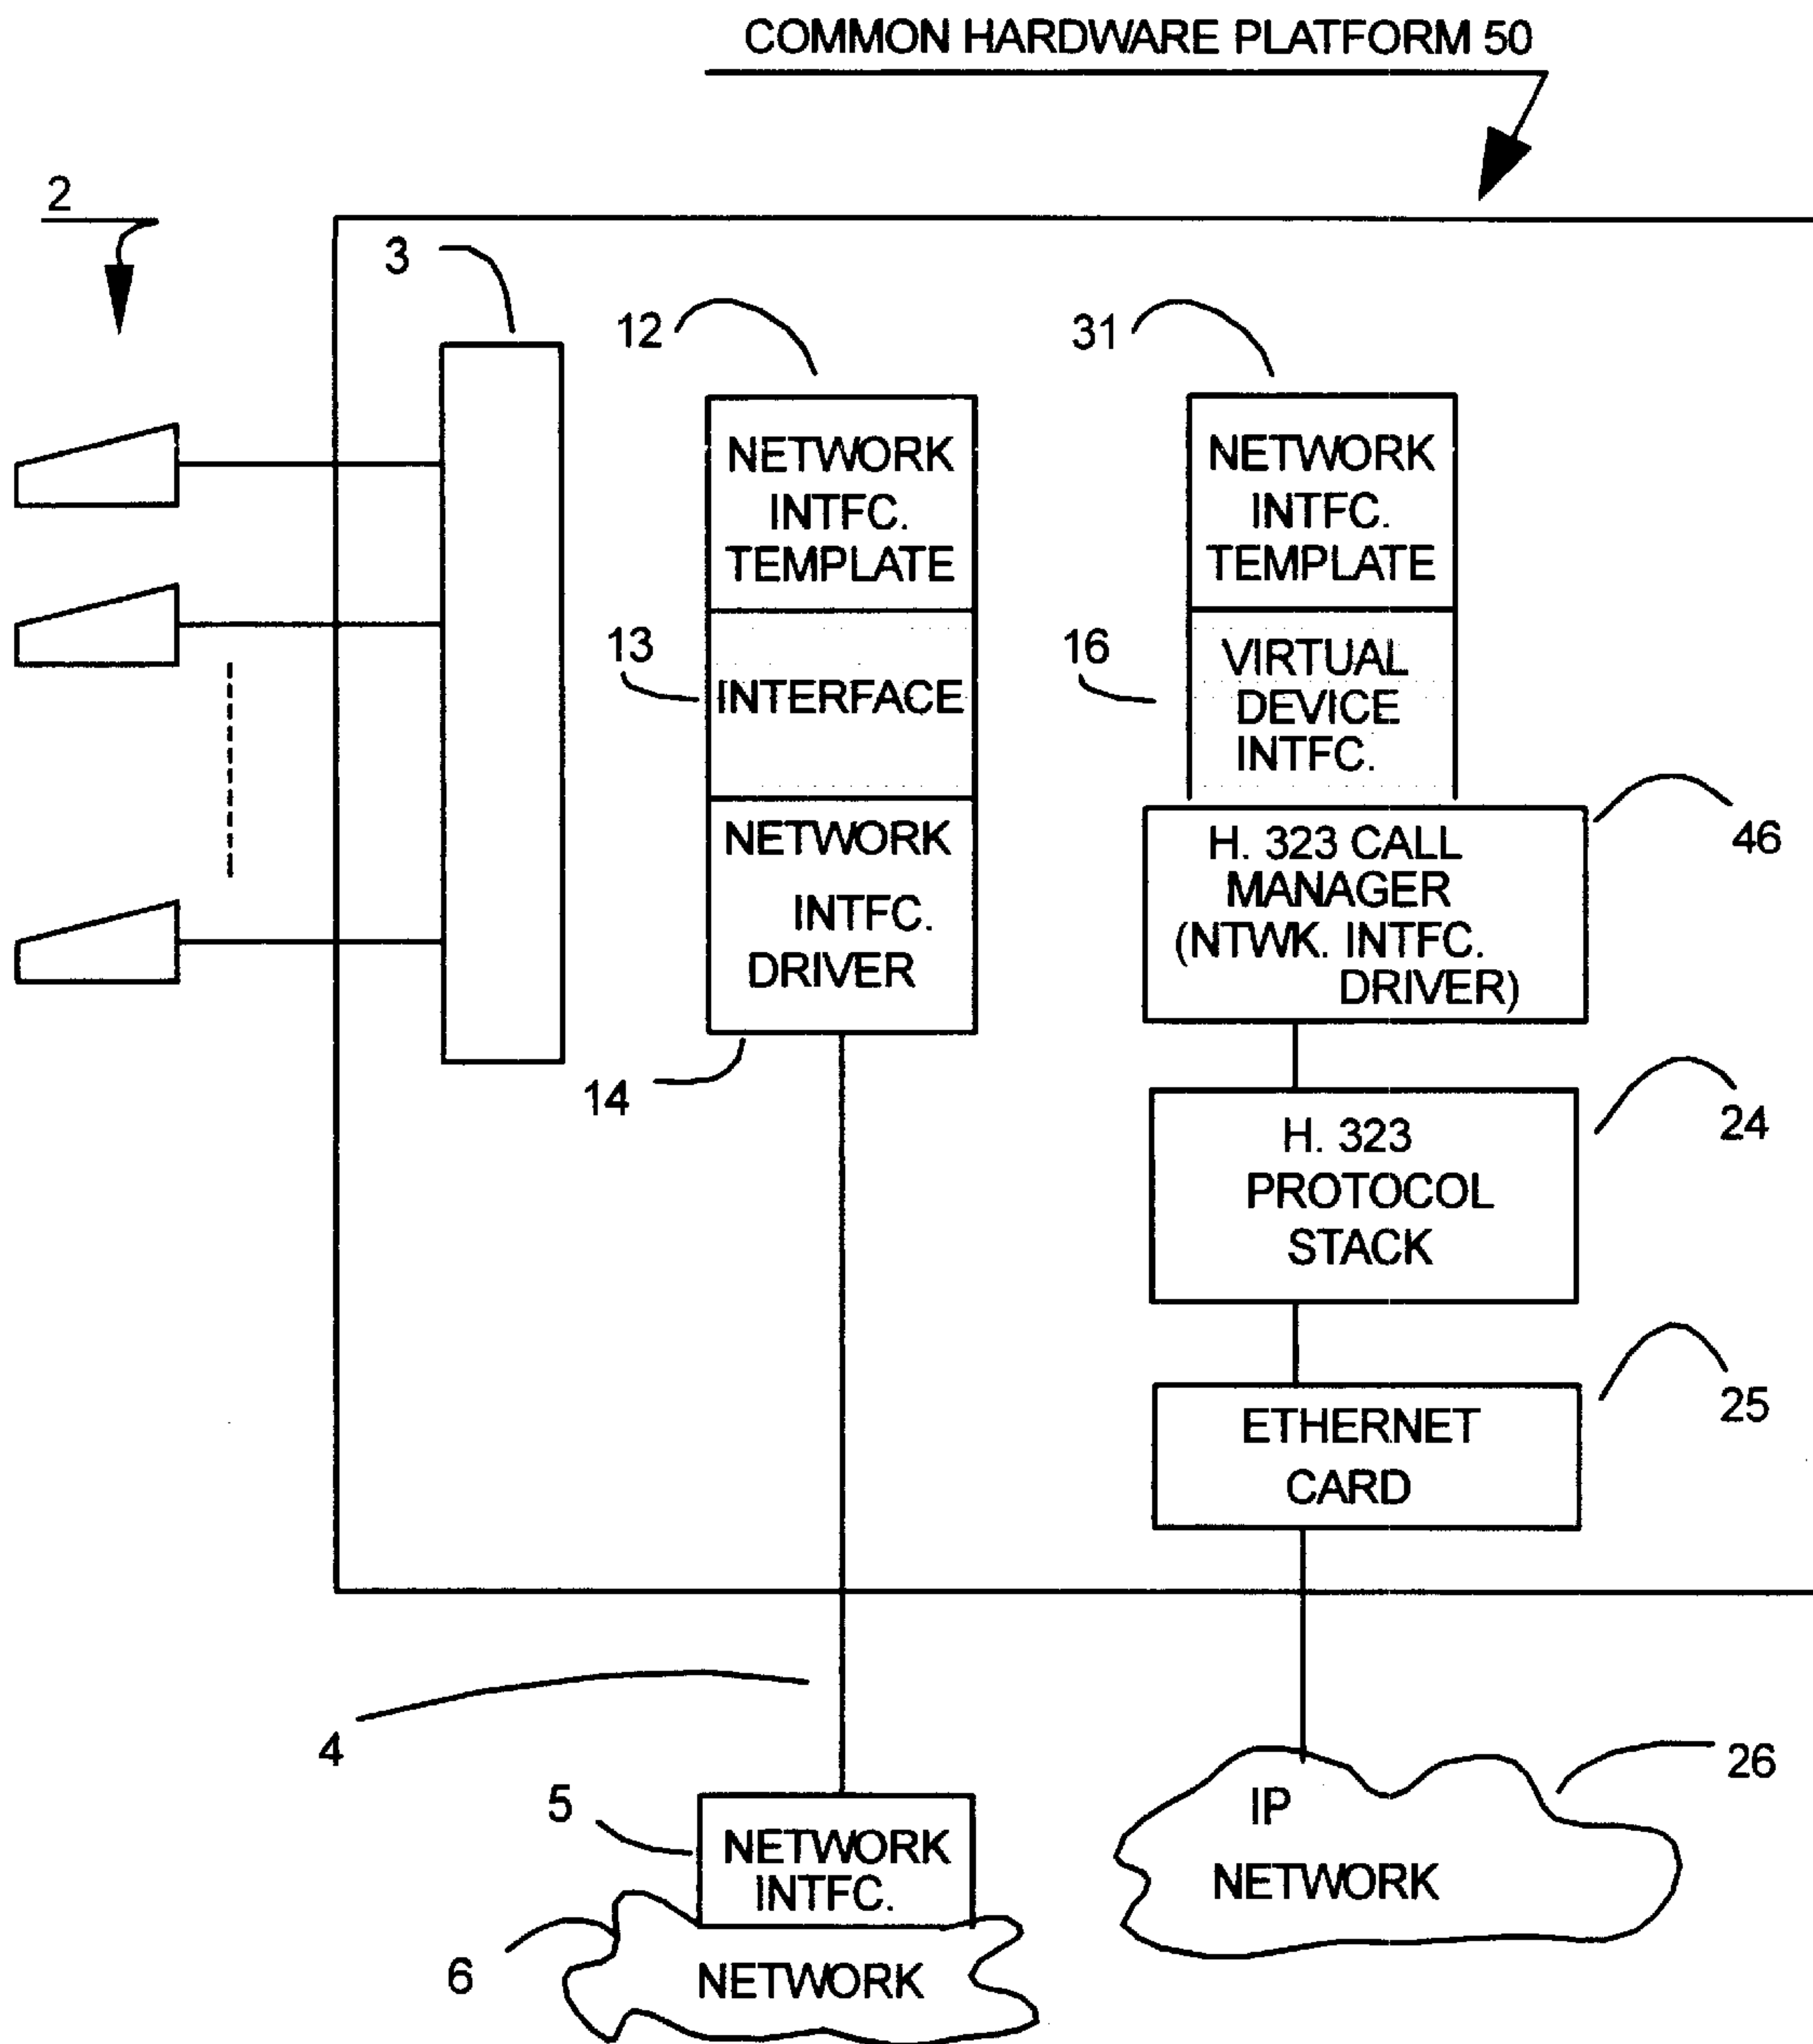 COMMON HARDWARE PLATFORM 50
2
3
12
31
NETWORK
INTFC.
TEMPLATE
13
INTERFACE
NETWORK
INTFC.
DRIVER
14
NETWORK
INTFC.
TEMPLATE
16
VIRTUAL
DEVICE
INTFC.
46
H. 323 CALL
MANAGER
(NTWK. INTFC.
DRIVER)
24
H. 323
PROTOCOL
STACK
25
ETHERNET
CARD
4
5
NETWORK
INTFC.
6
NETWORK
26
IP
NETWORK